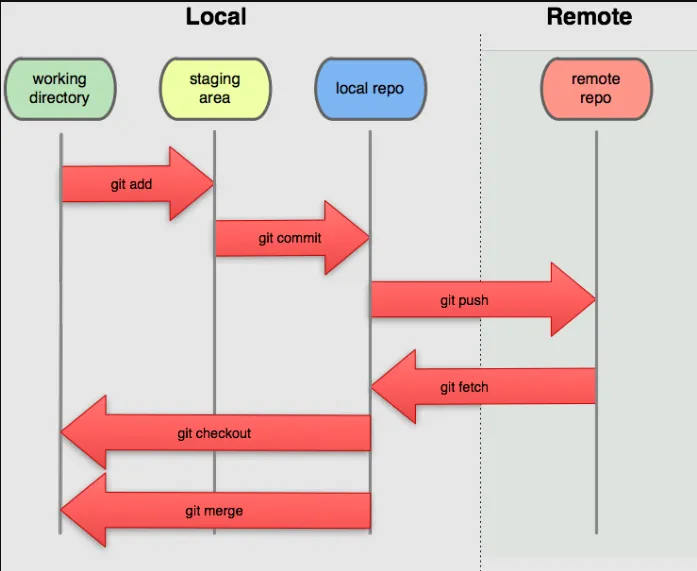 Local
Remote
working
directory
staging
area
local repo
remote
repo
git add
git commit
git push
git fetch
git checkout
git merge